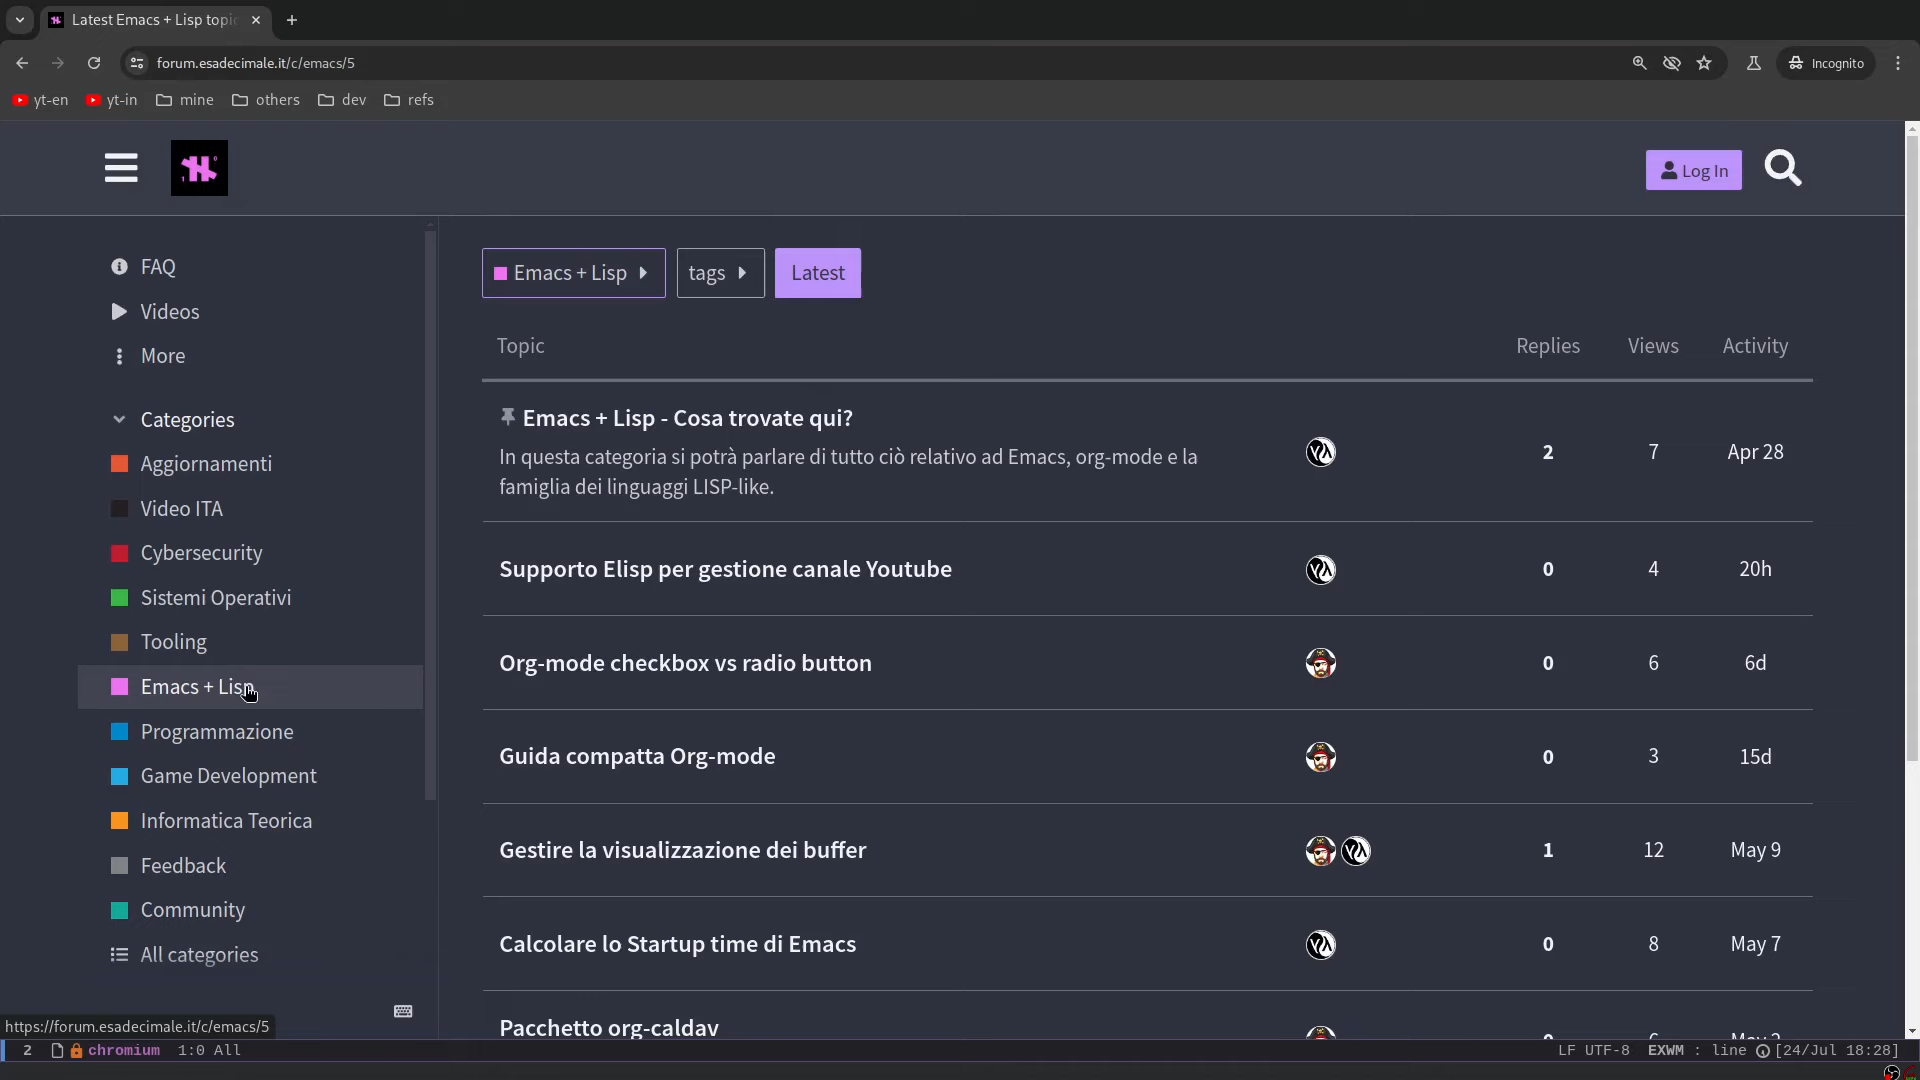 Latest Emacs + Lisp topi
forum.esadecimale.it/c/emacs/5
Incognito
yt-en
yt-in
mine
others
dev
refs
Log In
FAQ
Videos
More
Categories
Aggiornamenti
Video ITA
Cybersecurity
Sistemi Operativi
Tooling
Emacs + Lisp
Programmazione
Game Development
Informatica Teorica
Feedback
Community
All categories
Emacs + Lisp
tags
Latest
Topic Replies Views Activity
Emacs + Lisp - Cosa trovate qui?
In questa categoria si potrà parlare di tutto ciò relativo ad Emacs, org-mode e la
famiglia dei linguaggi LISP-like.
2 7 Apr 28
Supporto Elisp per gestione canale Youtube 0 4 20h
Org-mode checkbox vs radio button 0 6 6d
Guida compatta Org-mode 0 3 15d
Gestire la visualizzazione dei buffer 1 12 May 9
Calcolare lo Startup time di Emacs 0 8 May 7
Pacchetto org-caldav
https://forum.esadecimale.it/c/emacs/5
2 chromium 1:0 All LF UTF-8 EXWM : line [24/Jul 18:28]